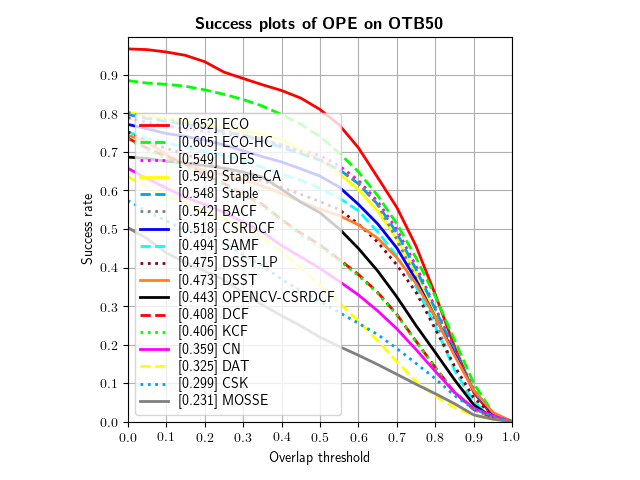 Success plots of OPE on OTB50
Success rate
0.9
0.8
0.7
0.6
0.5
0.4
0.3
0.2
0.1
0.0
[0.652] ECO
[0.605] ECO-HC
[0.549] LDES
[0.549] Staple-CA
[0.548] Staple
[0.542] BACF
[0.518] CSRDCF
[0.494] SAMF
[0.475] DSST-LP
[0.473] DSST
[0.443] OPENCV-CSRDCF
[0.408] DCF
[0.406] KCF
[0.359] CN
[0.325] DAT
[0.299] CSK
[0.231] MOSSE
0.0 0.1 0.2 0.3 0.4 0.5 0.6 0.7 0.8 0.9 1.0
Overlap threshold